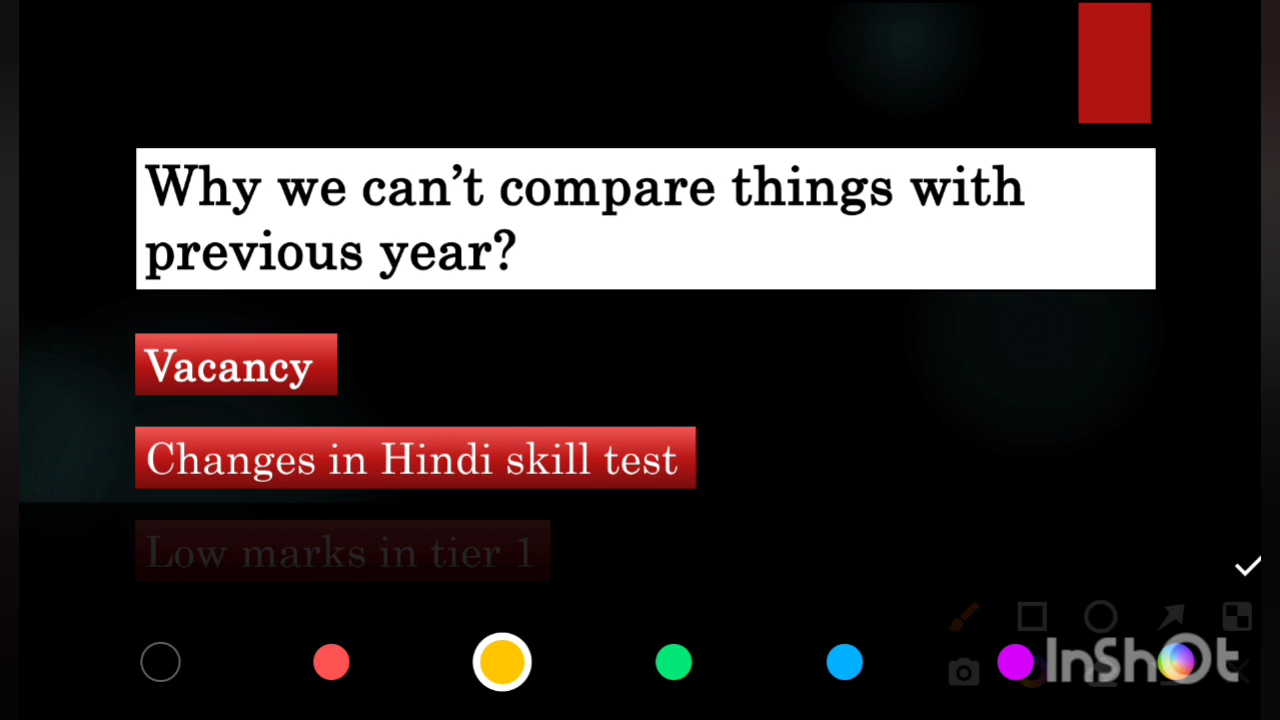 Why we can’t compare things with
previous year?
Vacancy
Changes in Hindi skill test
Low marks in tier 1
InShOt